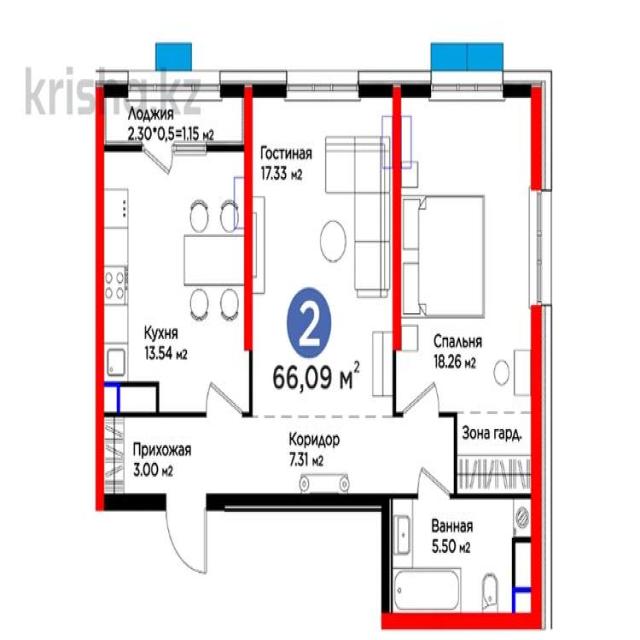 krisha.kz
Лоджия
2.30*0,5=1.15 м2
Гостиная
17.33 м2
2
66,09 м2
Кухня
13.54 м2
Спальня
18.26 м2
Зона гард.
Прихожая
3.00 м2
Коридор
7.31 м2
Ванная
5.50 м2